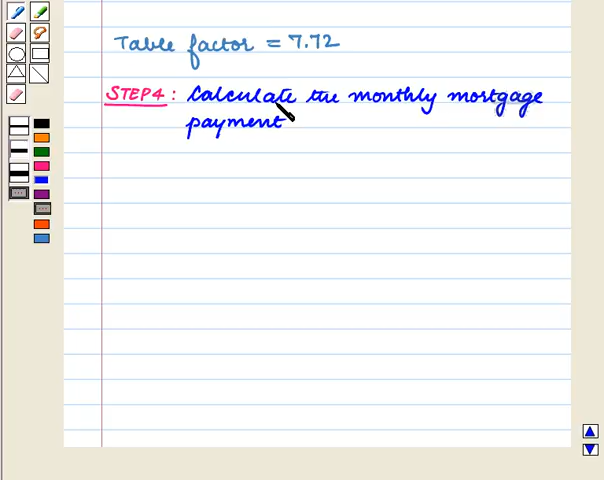 Table factor = 7.72
STEP4: Calculate the monthly mortgage
payment